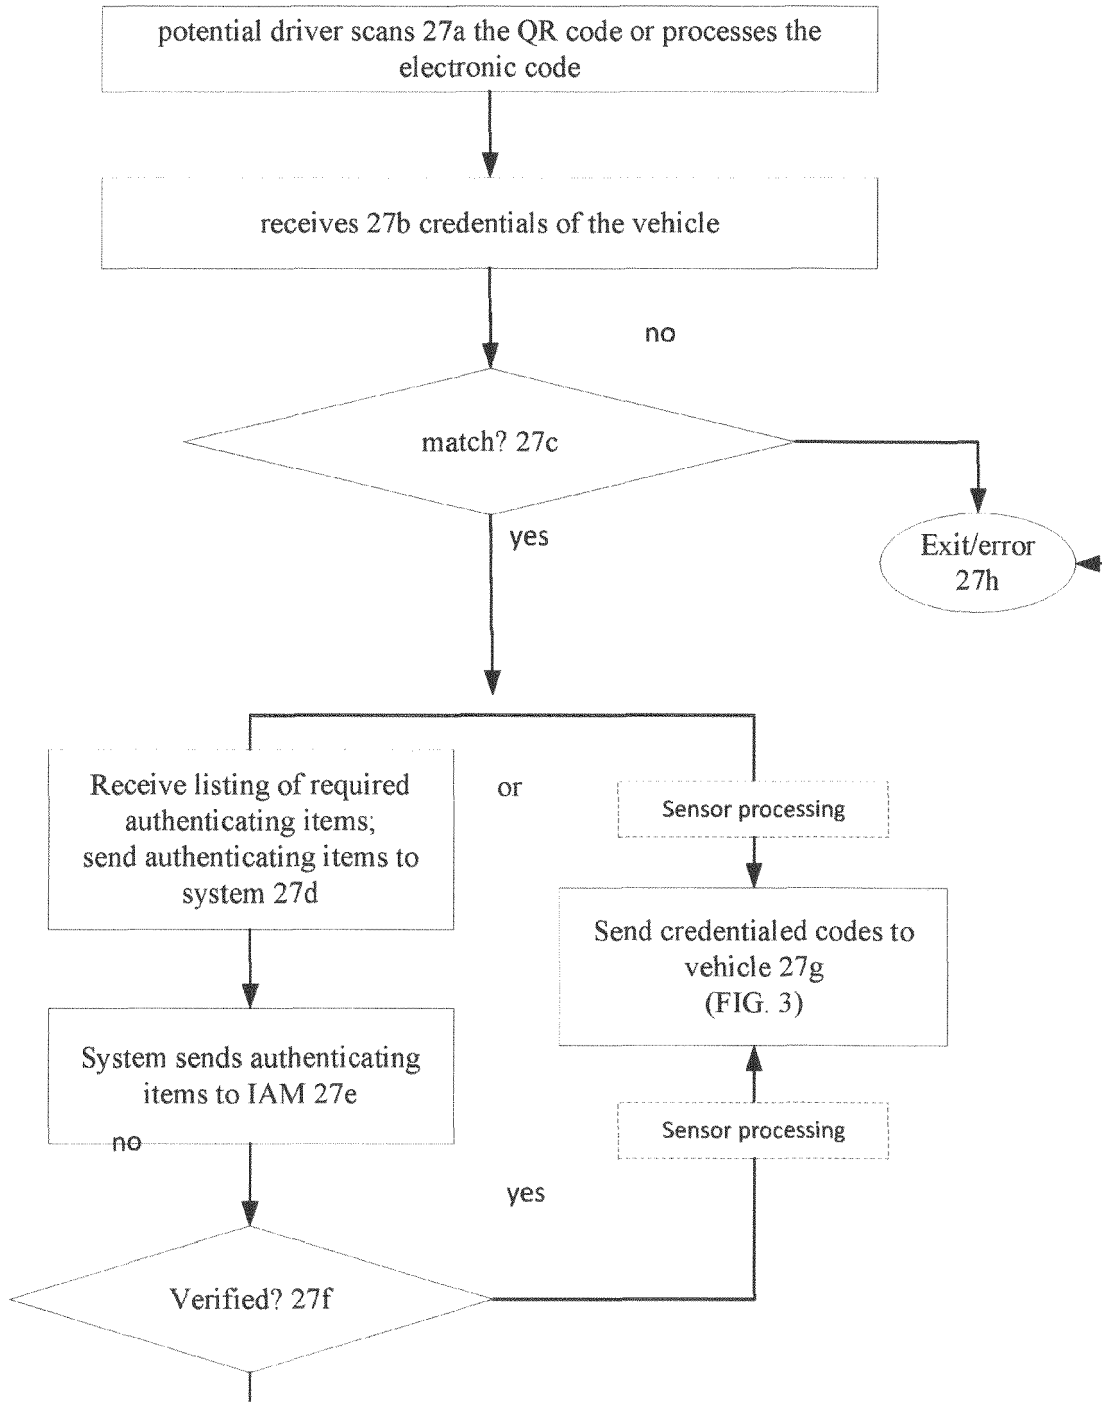 potential driver scans 27a the QR code or processes the
electronic code
receives 27b credentials of the vehicle
no
match? 27c
yes
Exit/error
27h
Receive listing of required
authenticating items;
send authenticating items to
system 27d
or
Sensor processing
Send credentialed codes to
vehicle 27g
(FIG. 3)
System sends authenticating
items to IAM 27e
no
Sensor processing
yes
Verified? 27f